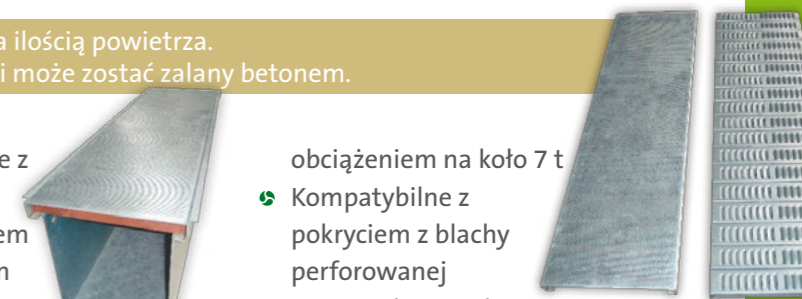 a ilością powietrza.
i może zostać zalany betonem.
e z
em
m
obciążeniem na koło 7 t
Kompatybilne z
pokryciem z blachy
perforowanej